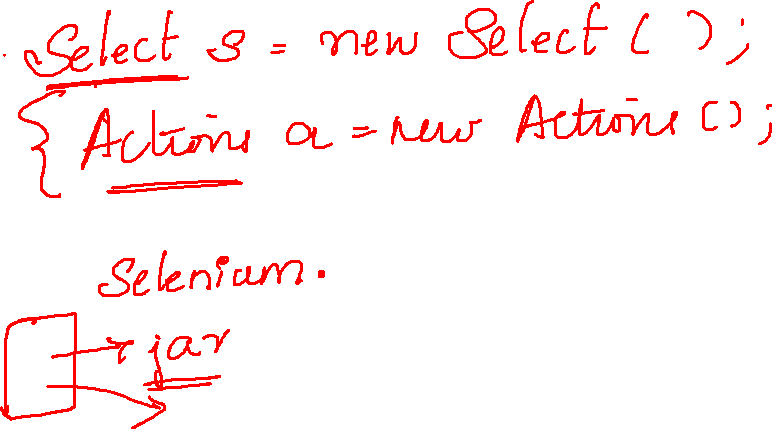 Select s = new Select ( );
Actions a = new Actions ();
Selenium.
jar